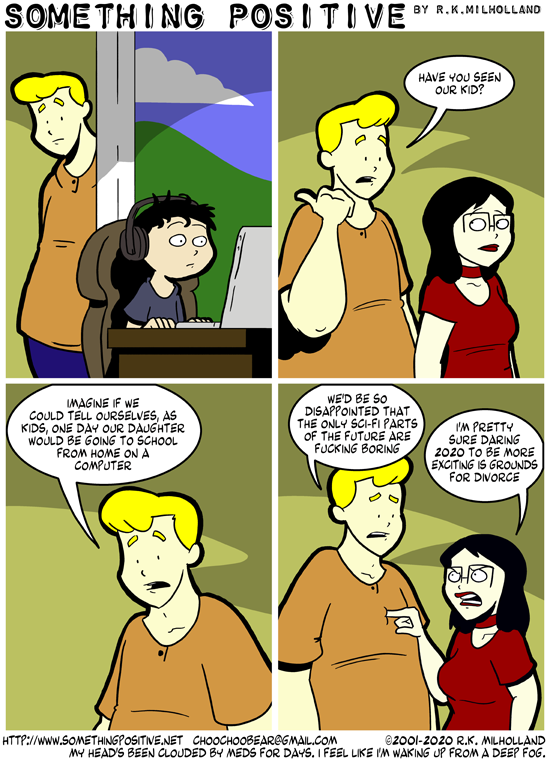 SOMETHING POSITIVE BY R.K.MILHOLLAND
HAVE YOU SEEN
OUR KID?
IMAGINE IF WE
COULD TELL OURSELVES, AS
KIDS, ONE DAY OUR DAUGHTER
WOULD BE GOING TO SCHOOL
FROM HOME ON A
COMPUTER
WE'D BE SO
DISAPPOINTED THAT
THE ONLY SCI-FI PARTS
OF THE FUTURE ARE
FUCKING BORING
I'M PRETTY
SURE DARING
2020 TO BE MORE
EXCITING IS GROUNDS
FOR DIVORCE
HTTP://WWW.SOMETHINGPOSITIVE.NET CHOOCHOOBEAR@GMAIL.COM ©2001-2020 R.K. MILHOLLAND
MY HEAD'S BEEN CLOUDED BY MEDS FOR DAYS. I FEEL LIKE I'M WAKING UP FROM A DEEP FOG.